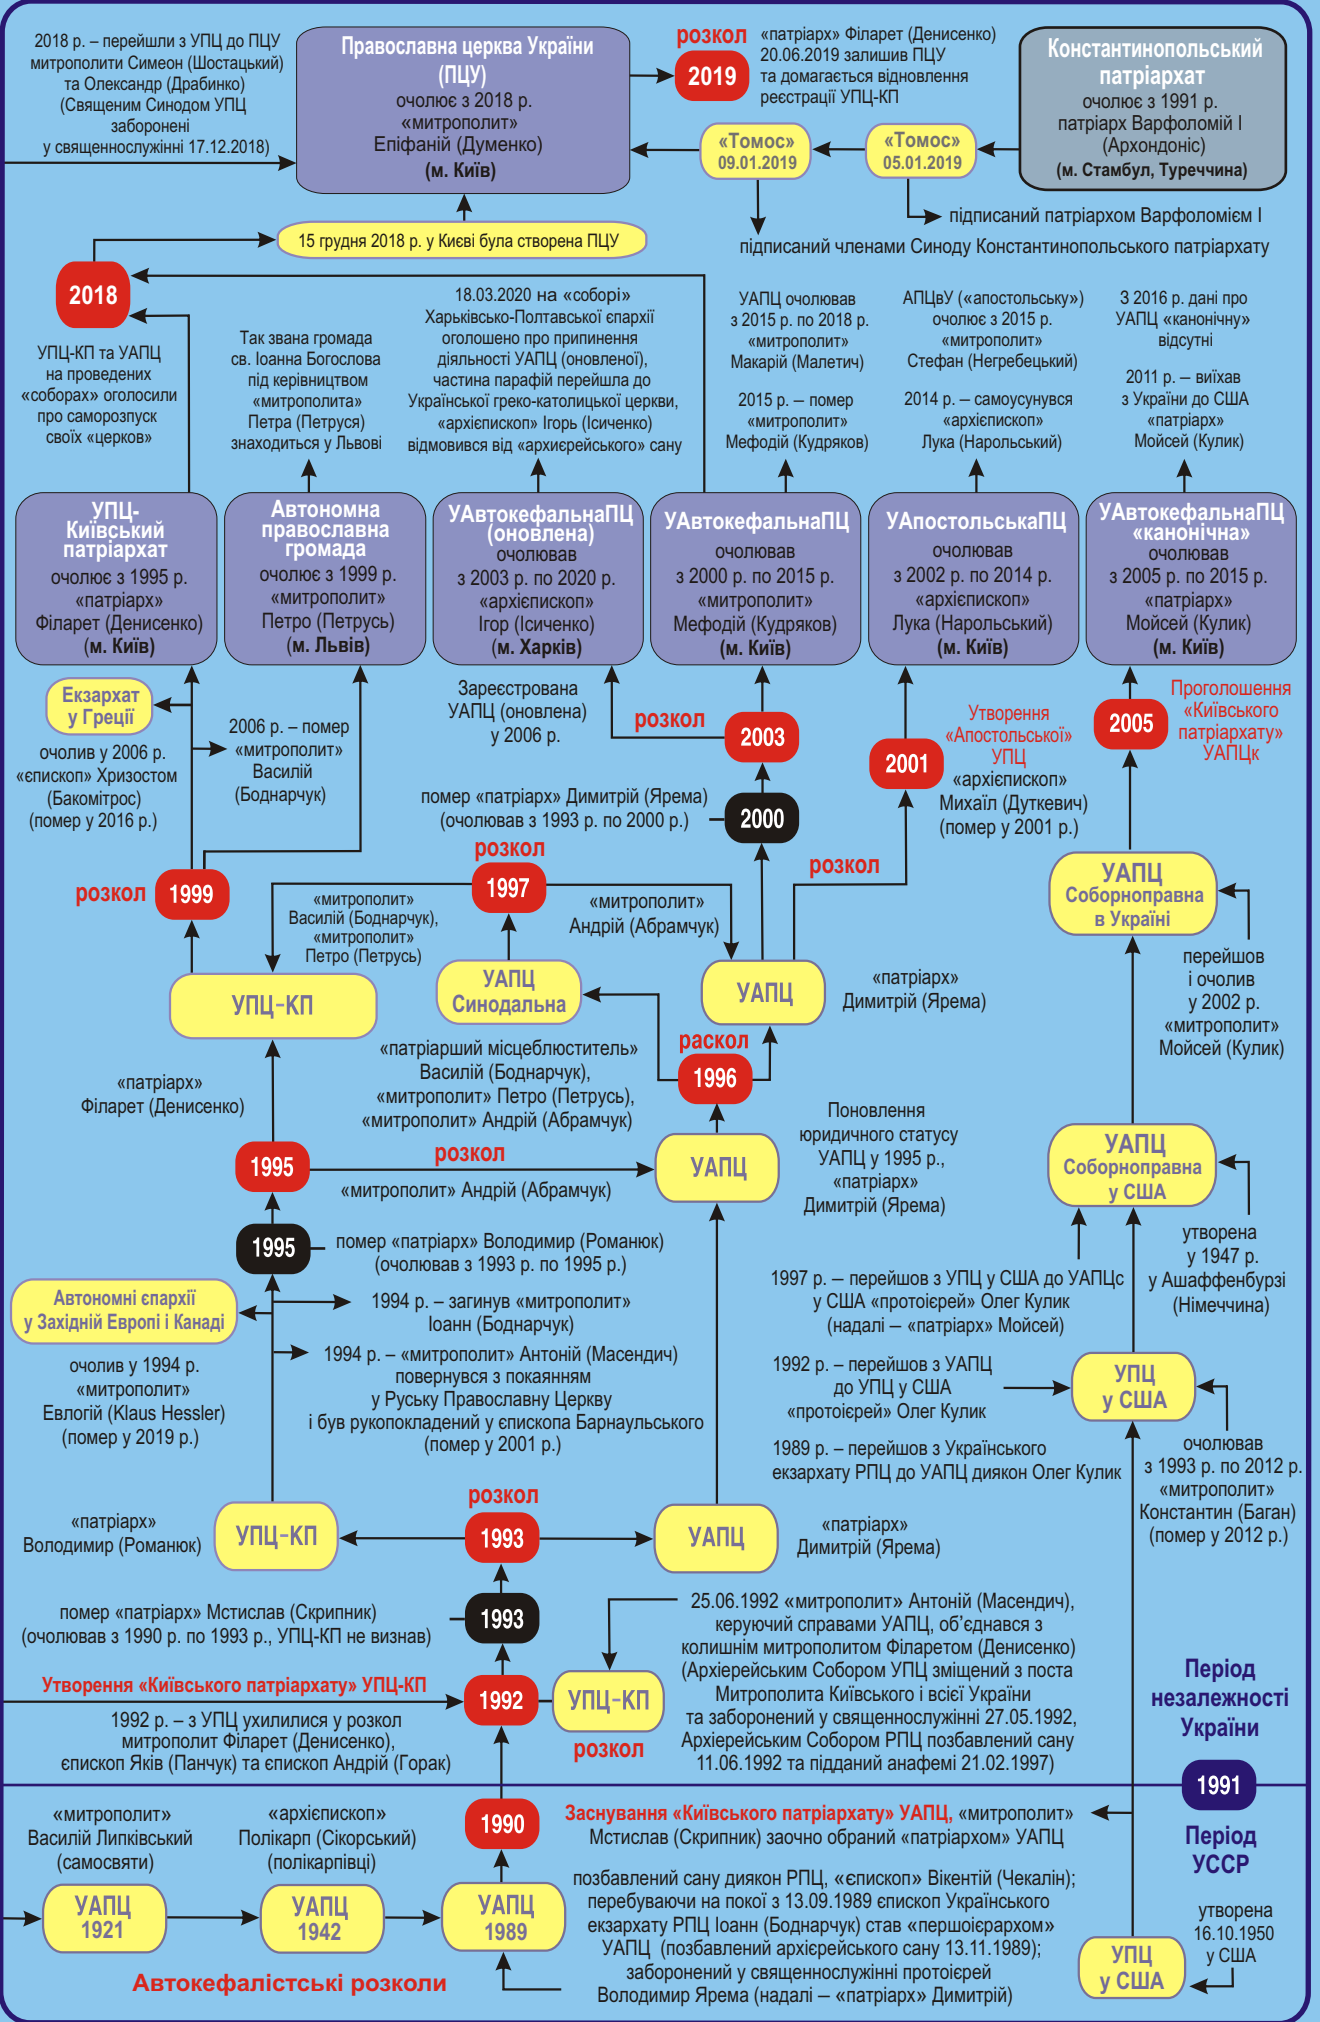 2018 р. – перейшли з УПЦ до ПЦУ
митрополити Симеон (Шостацький)
та Олександр (Драбинко)
(Священим Синодом УПЦ
заборонені
у священнослужінні 17.12.2018)
Православна церква України
(ПЦУ)
очолює з 2018 р.
«митрополит»
Епіфаній (Думенко)
(м. Київ)
розкол
2019
«патріарх» Філарет (Денисенко)
20.06.2019 залишив ПЦУ
та домагається відновлення
реєстрації УПЦ-КП
Константинопольський
патріархат
очолює з 1991 р.
патріарх Варфоломій І
(Архондоніс)
(м. Стамбул, Туреччина)
«Томос»
09.01.2019
«Томос»
05.01.2019
підписаний патріархом Варфоломієм І
підписаний членами Синоду Константинопольського патріархату
15 грудня 2018 р. у Києві була створена ПЦУ
2018
УПЦ-КП та УАПЦ
на проведених
«соборах» оголосили
про саморозпуск
своїх «церков»
Так звана громада
св. Іоанна Богослова
під керівництвом
«митрополита»
Петра (Петруся)
знаходиться у Львові
18.03.2020 на «соборі»
Харьківсько-Полтавської єпархії
оголошено про припинення
діяльності УАПЦ (оновленої),
частина парафій перейшла до
Української греко-католицької церкви,
«архієпископ» Ігорь (Ісиченко)
відмовився від «архиєрейського» сану
УАПЦ очолював
з 2015 р. по 2018 р.
«митрополит»
Макарій (Малетич)
2015 р. – помер
«митрополит»
Мефодій (Кудряков)
АПЦвУ («апостольську»)
очолює з 2015 р.
«митрополит»
Стефан (Негребецький)
2014 – самоусунувся
«архієпископ»
Лука (Нарольський)
З 2016 р. дані про
УАПЦ «канонічну»
відсутні
2011 р. – виїхав
з України до США
«патріарх»
Мойсей (Кулик)
УПЦ-
Київський
патріархат
очолює з 1995 р.
«патріарх»
Філарет (Денисенко)
(м. Київ)
Автономна
православна
громада
очолює з 1999 р.
«митрополит»
Петро (Петрусь)
(м. Львів)
УАвтокефальнаПЦ
(оновлена)
очолював
з 2003 р. по 2020 р.
«архієпископ»
Ігор (Ісиченко)
(м. Харків)
УАвтокефальнаПЦ
очолював
з 2000 р. по 2015 р.
«митрополит»
Мефодій (Кудряков)
(м. Київ)
УАпостольськаПЦ
очолював
з 2002 р. по 2014 р.
«архієпископ»
Лука (Нарольський)
(м. Київ)
УАвтокефальнаПЦ
«канонічна»
очолював
з 2005 р. по 2015 р.
«патріарх»
Мойсей (Кулик)
(м. Київ)
Екзархат
у Греції
очолив у 2006 р.
«єпископ» Хризостом
(Бакомітрос)
(помер у 2016 р.)
2006 р. – помер
«митрополит»
Василій
(Боднарчук)
Зареєстрована
УАПЦ (оновлена)
у 2006 р.
розкол
2003
помер «патріарх» Димитрій (Ярема)
(очолював з 1993 р. по 2000 р.)
2000
2001
Утворення
«Апостольської»
УПЦ
«архієпископ»
Михаїл (Дуткевич)
(помер у 2001 р.)
2005
Проголошення
«Київського
патріархату»
УАПЦк
розкол
1999
розкол
1997
«митрополит»
Василій (Боднарчук),
«митрополит»
Петро (Петрусь)
«митрополит»
Андрій (Абрамчук)
розкол
УАПЦ
Соборноправна
в Україні
перейшов
і очолив
у 2002 р.
«митрополит»
Мойсей (Кулик)
УПЦ-КП
УАПЦ
Синодальна
УАПЦ
«патріарх»
Димитрій (Ярема)
раскол
1996
«патріарший місцеблюститель»
Василій (Боднарчук),
«митрополит» Петро (Петрусь),
«митрополит» Андрій (Абрамчук)
«патріарх»
Філарет (Денисенко)
1995
розкол
«митрополит» Андрій (Абрамчук)
УАПЦ
Поновлення
юридичного статусу
УАПЦ у 1995 р.,
«патріарх»
Димитрій (Ярема)
УАПЦ
Соборноправна
у США
утворена
у 1947 р.
у Ашаффенбурзі
(Німеччина)
1995
помер «патріарх» Володимир (Романюк)
(очолював з 1993 р. по 1995 р.)
Автономні єпархії
у Західній Европі і Канаді
очолив у 1994 р.
«митрополит»
Евлогій (Klaus Hessler)
(помер у 2019 р.)
1994 р. – загинув «митрополит»
Іоанн (Боднарчук)
1994 р. – «митрополит» Антоній (Масендич)
повернувся з покаянням
у Руську Православну Церкву
і був рукопокладений у єпископа Барнаульського
(помер у 2001 р.)
1997 р. – перейшов з УПЦ у США до УАПЦс
у США «протоієрей» Олег Кулик
(надалі – «патріарх» Мойсей)
1992 р. – перейшов з УАПЦ
до УПЦ у США
«протоієрей» Олег Кулик
1989 р. – перейшов з Українського
екзархату РПЦ до УАПЦ диякон Олег Кулик
УПЦ
у США
очолював
з 1993 р. по 2012 р.
«митрополит»
Константин (Баган)
(помер у 2012 р.)
«патріарх»
Володимир (Романюк)
УПЦ-КП
розкол
1993
УАПЦ
«патріарх»
Димитрій (Ярема)
помер «патріарх» Мстислав (Скрипник)
(очолював з 1990 р. по 1993 р., УПЦ-КП не визнав)
1993
Утворення «Київського патріархату» УПЦ-КП
1992
1992 р. – з УПЦ ухилилися у розкол
митрополит Філарет (Денисенко),
єпископ Яків (Панчук) та єпископ Андрій (Горак)
УПЦ-КП
розкол
25.06.1992 «митрополит» Антоній (Масендич),
керуючий справами УАПЦ, об’єднався з
колишнім митрополитом Філаретом (Денисенко)
(Архіерейським Собором УПЦ зміщений з поста
Митрополита Київського і всієї України
та заборонений у священнослужінні 27.05.1992,
Архіерейським Собором РПЦ позбавлений сану
11.06.1992 та підданий анафемі 21.02.1997)
Період
незалежності
України
1991
Період
УССР
«митрополит»
Василій Липківський
(самосвяти)
УАПЦ
1921
«архієпископ»
Полікарп (Сікорський)
(полікарпівці)
УАПЦ
1942
1990
УАПЦ
1989
Заснування «Київського патріархату» УАПЦ, «митрополит»
Мстислав (Скрипник) заочно обраний «патріархом» УАПЦ
позбавлений сану диякон РПЦ, «єпископ» Вікентій (Чекалін);
перебуваючи на покої з 13.09.1989 єпископ Українського
екзархату РПЦ Іоанн (Боднарчук) став «першоієрархом»
УАПЦ (позбавлений архієрейського сану 13.11.1989);
заборонений у священнослужінні протоієрей
Володимир Ярема (надалі – «патріарх» Димитрій)
УПЦ
у США
утворена
16.10.1950
у США
Автокефалістські розколи